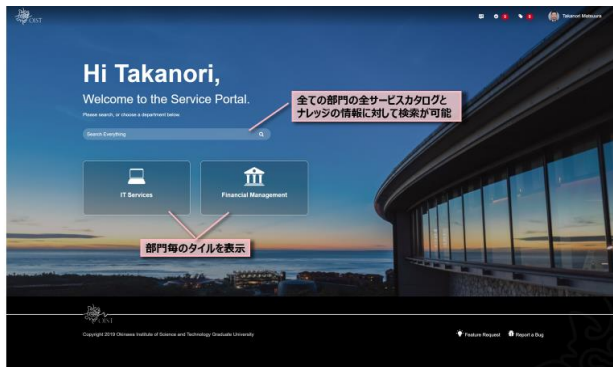 OIST
0
0
Takanori Matsuura
Hi Takanori,
Welcome to the Service Portal.
Please search, or choose a department below.
Search Everything
全ての部門の全サービスカタログと
ナレッジの情報に対して検索が可能
IT Services
Financial Management
部門毎のタイルを表示
OIST
Copyright 2019 Okinawa Institute of Science and Technology Graduate University
Feature Request
Report a Bug